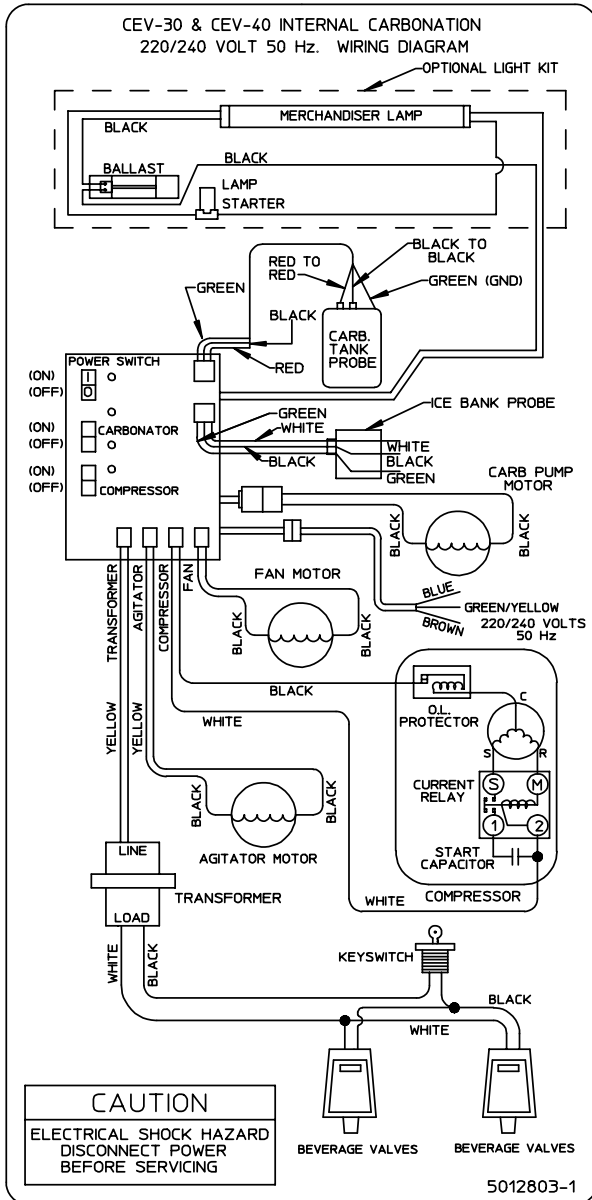 CEV-30 & CEV-40 INTERNAL CARBONATION
220/240 VOLT 50 Hz. WIRING DIAGRAM
OPTIONAL LIGHT KIT
MERCHANDISER LAMP
BLACK
BALLAST
BLACK
LAMP
STARTER
BLACK TO
BLACK
RED TO
RED
GREEN (GND)
GREEN
BLACK
CARB.
TANK
PROBE
RED
POWER SWITCH
(ON)
I
(OFF)
O
(ON)
CARBONATOR
(OFF)
(ON)
(OFF)
COMPRESSOR
ICE BANK PROBE
GREEN
WHITE
BLACK
WHITE
BLACK
GREEN
CARB PUMP
MOTOR
BLACK
BLACK
TRANSFORMER
AGITATOR
COMPRESSOR
FAN
FAN MOTOR
BLACK
BLACK
BLUE
GREEN/YELLOW
BROWN
220/240 VOLTS
50 Hz
BLACK
WHITE
YELLOW
YELLOW
BLACK
BLACK
AGITATOR MOTOR
O.L.
PROTECTOR
C
S
R
CURRENT
RELAY
S
M
1
2
START
CAPACITOR
COMPRESSOR
WHITE
LINE
TRANSFORMER
LOAD
WHITE
BLACK
KEYSWITCH
BLACK
WHITE
BEVERAGE VALVES
BEVERAGE VALVES
CAUTION
ELECTRICAL SHOCK HAZARD
DISCONNECT POWER
BEFORE SERVICING
5012803-1